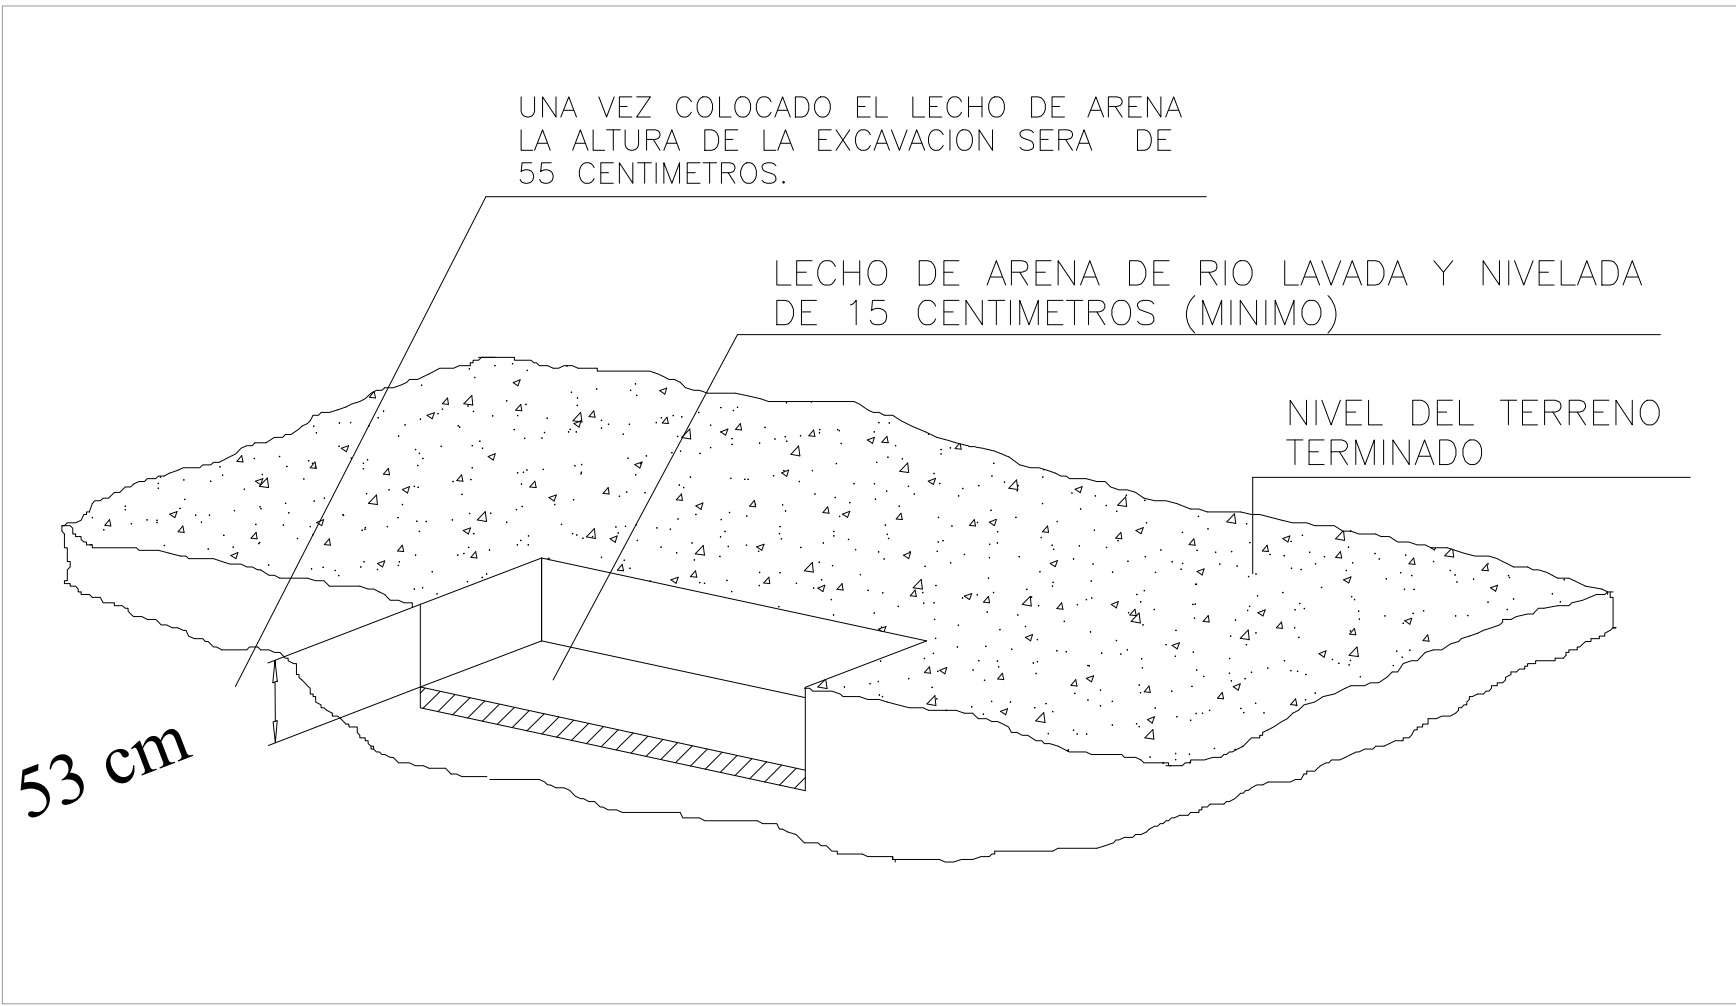 UNA VEZ COLOCADO EL LECHO DE ARENA
LA ALTURA DE LA EXCAVACION SERA DE
55 CENTIMETROS.
LECHO DE ARENA DE RIO LAVADA Y NIVELADA
DE 15 CENTIMETROS (MINIMO)
NIVEL DEL TERRENO
TERMINADO
53 cm